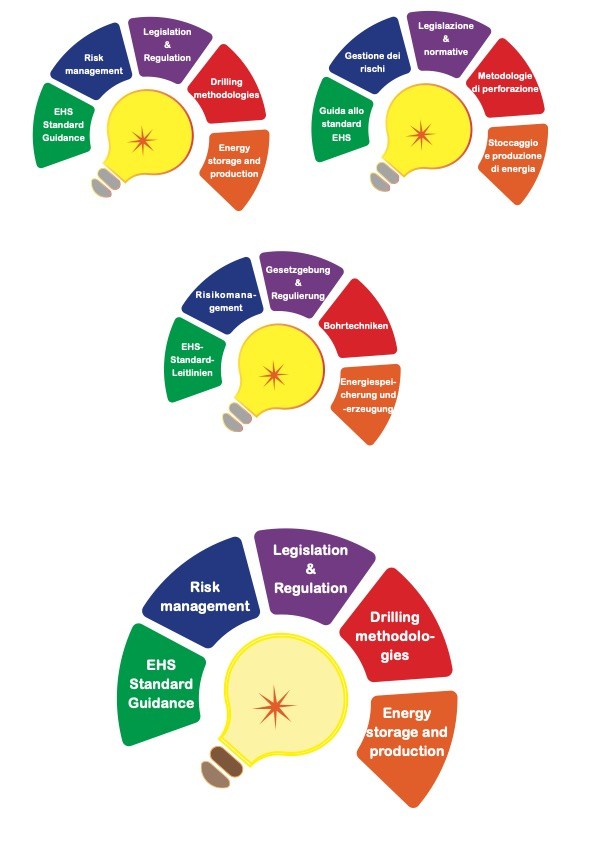 EHS
Standard
Guidance
Risk
management
Legislation
&
Regulation
Drilling
methodologies
Energy
storage and
production
Guida allo
standard
EHS
Gestione dei
rischi
Legislazione
&
normative
Metodologie
di perforazione
Stoccaggio
e produzione
di energia
EHS-
Standard-
Leitlinien
Risikomana-
gement
Gesetzgebung
&
Regulierung
Bohrtechniken
Energiespei-
cherung und
-erzeugung
EHS
Standard
Guidance
Risk
management
Legislation
&
Regulation
Drilling
methodolo-
gies
Energy
storage and
production